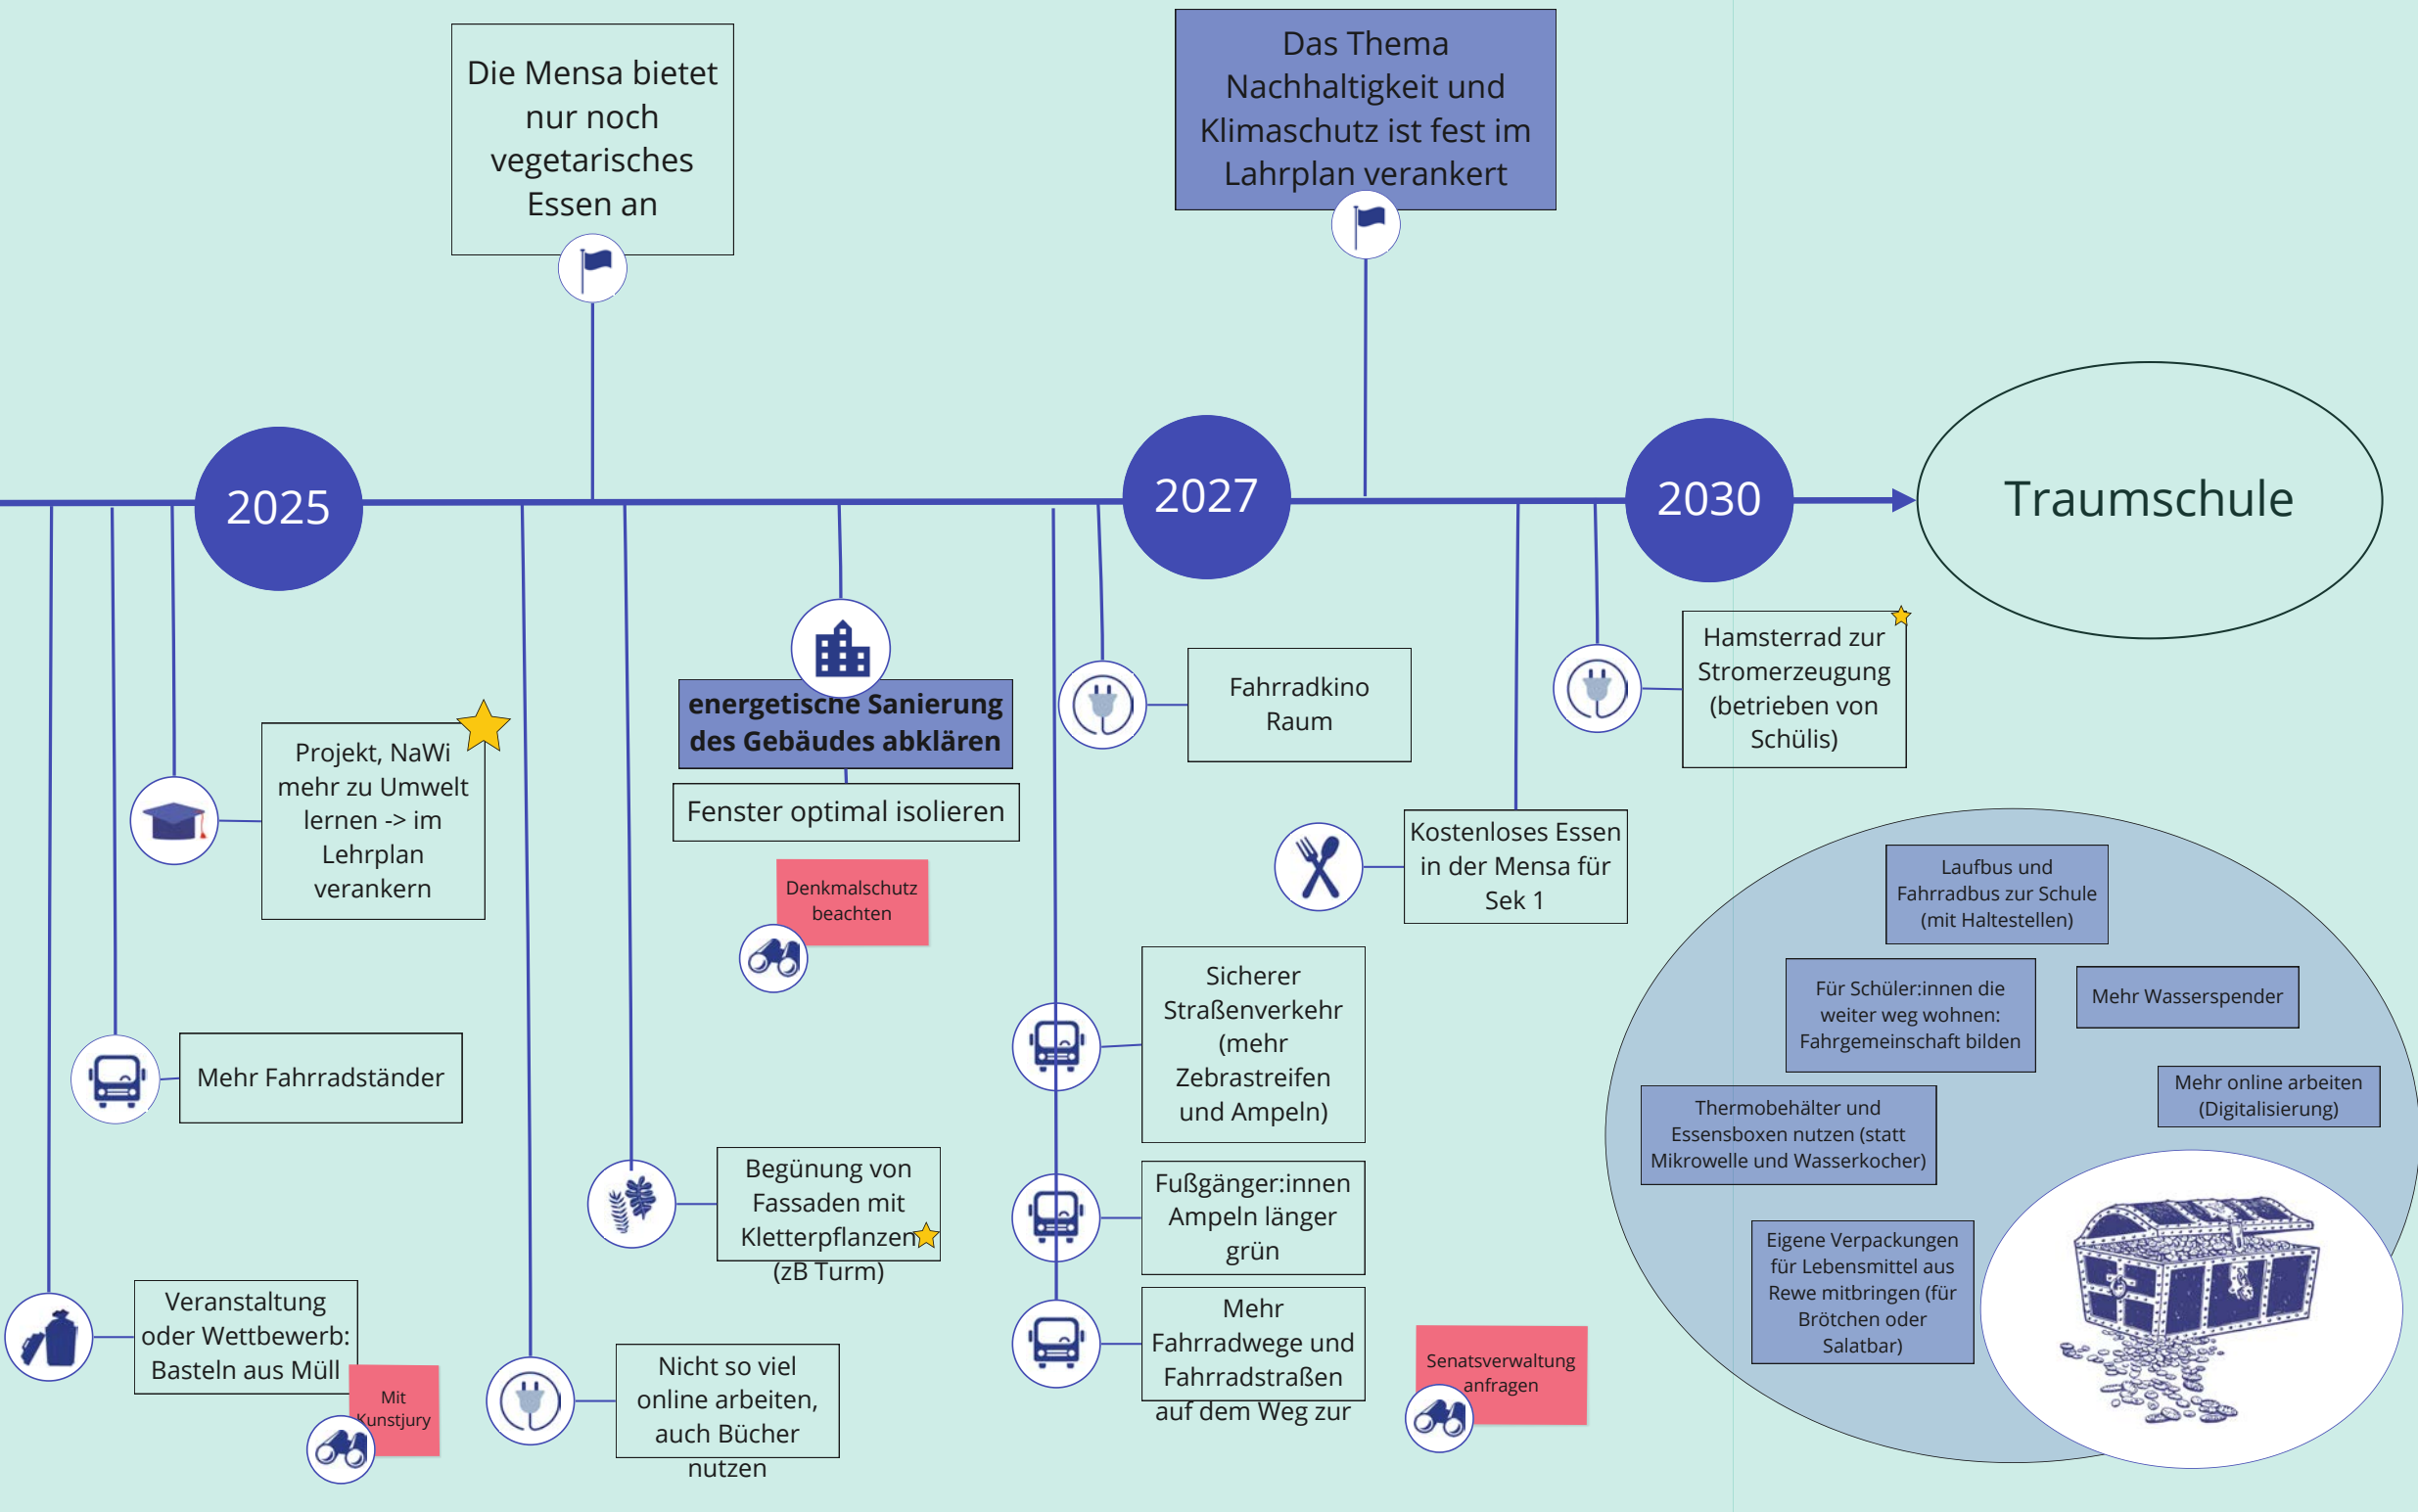 Die Mensa bietet
nur noch
vegetarisches
Essen an
Das Thema
Nachhaltigkeit und
Klimaschutz ist fest im
Lahrplan verankert
2025
2027
2030
Traumschule
Projekt, NaWi
mehr zu Umwelt
lernen -> im
Lehrplan
verankern
Mehr Fahrradständer
Veranstaltung
oder Wettbewerb:
Basteln aus Müll
Mit
Kunstjury
energetische Sanierung
des Gebäudes abklären
Fenster optimal isolieren
Denkmalschutz
beachten
Begünung von
Fassaden mit
Kletterpflanzen
(zB Turm)
Nicht so viel
online arbeiten,
auch Bücher
nutzen
Fahrradkino
Raum
Sicherer
Straßenverkehr
(mehr
Zebrastreifen
und Ampeln)
Fußgänger:innen
Ampeln länger
grün
Mehr
Fahrradwege und
Fahrradstraßen
auf dem Weg zur
Senatsverwaltung
anfragen
Kostenloses Essen
in der Mensa für
Sek 1
Hamsterrad zur
Stromerzeugung
(betrieben von
Schülis)
Laufbus und
Fahrradbus zur Schule
(mit Haltestellen)
Für Schüler:innen die
weiter weg wohnen:
Fahrgemeinschaft bilden
Mehr Wasserspender
Mehr online arbeiten
(Digitalisierung)
Thermobehälter und
Essensboxen nutzen (statt
Mikrowelle und Wasserkocher)
Eigene Verpackungen
für Lebensmittel aus
Rewe mitbringen (für
Brötchen oder
Salatbar)